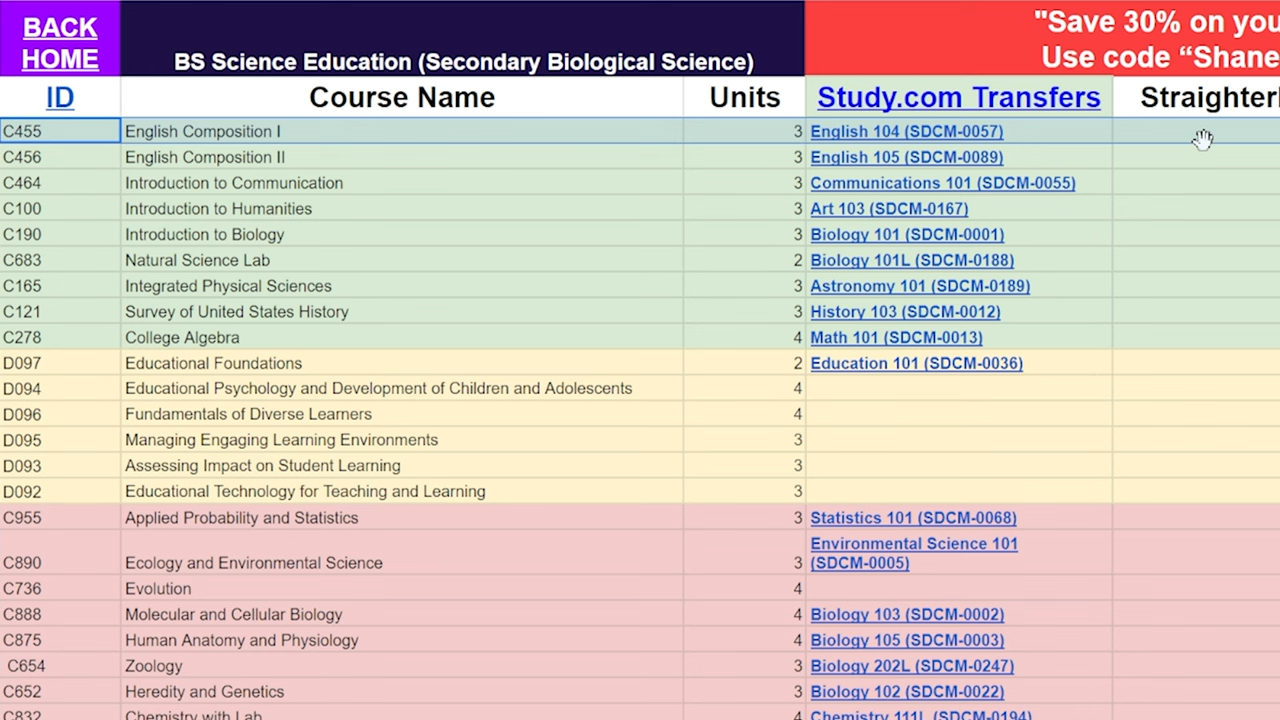 BACK HOME
BS Science Education (Secondary Biological Science)
"Save 30% on you
Use code “Shane
ID Course Name Units Study.com Transfers Straighterl
C455 English Composition I 3 English 104 (SDCM-0057)
C456 English Composition II 3 English 105 (SDCM-0089)
C464 Introduction to Communication 3 Communications 101 (SDCM-0055)
C100 Introduction to Humanities 3 Art 103 (SDCM-0167)
C190 Introduction to Biology 3 Biology 101 (SDCM-0001)
C683 Natural Science Lab 2 Biology 101L (SDCM-0188)
C165 Integrated Physical Sciences 3 Astronomy 101 (SDCM-0189)
C121 Survey of United States History 3 History 103 (SDCM-0012)
C278 College Algebra 4 Math 101 (SDCM-0013)
D097 Educational Foundations 2 Education 101 (SDCM-0036)
D094 Educational Psychology and Development of Children and Adolescents 4
D096 Fundamentals of Diverse Learners 4
D095 Managing Engaging Learning Environments 3
D093 Assessing Impact on Student Learning 3
D092 Educational Technology for Teaching and Learning 3
C955 Applied Probability and Statistics 3 Statistics 101 (SDCM-0068)
C890 Ecology and Environmental Science 3 Environmental Science 101 (SDCM-0005)
C736 Evolution 4
C888 Molecular and Cellular Biology 4 Biology 103 (SDCM-0002)
C875 Human Anatomy and Physiology 4 Biology 105 (SDCM-0003)
C654 Zoology 3 Biology 202L (SDCM-0247)
C652 Heredity and Genetics 3 Biology 102 (SDCM-0022)
C832 Chemistry with Lab 4 Chemistry 111L (SDCM-0194)